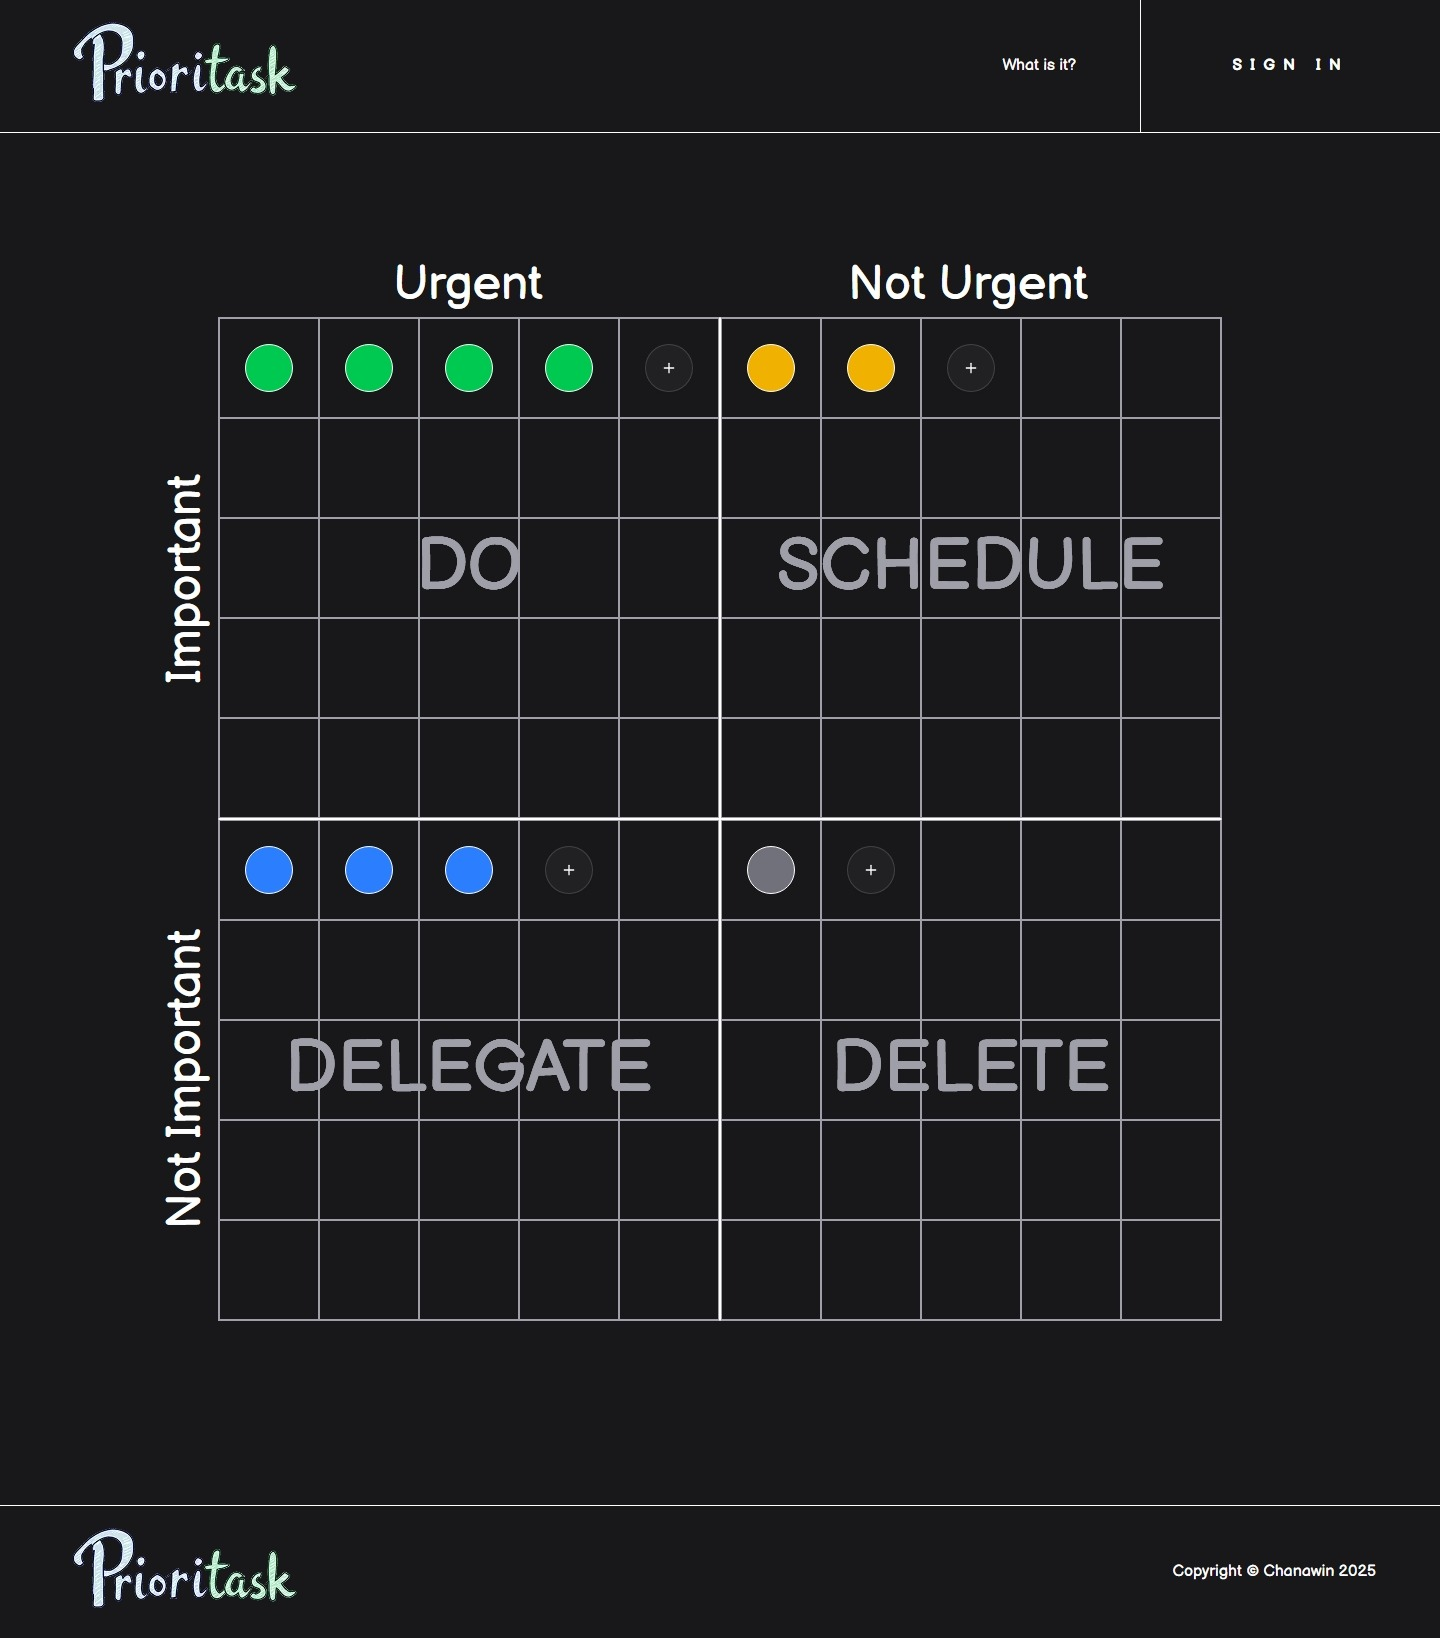 Prioritask
What is it?
SIGN IN
Urgent
Not Urgent
Important
+
+
DO
SCHEDULE
Not Important
+
+
DELEGATE
DELETE
Prioritask
Copyright © Chanawin 2025